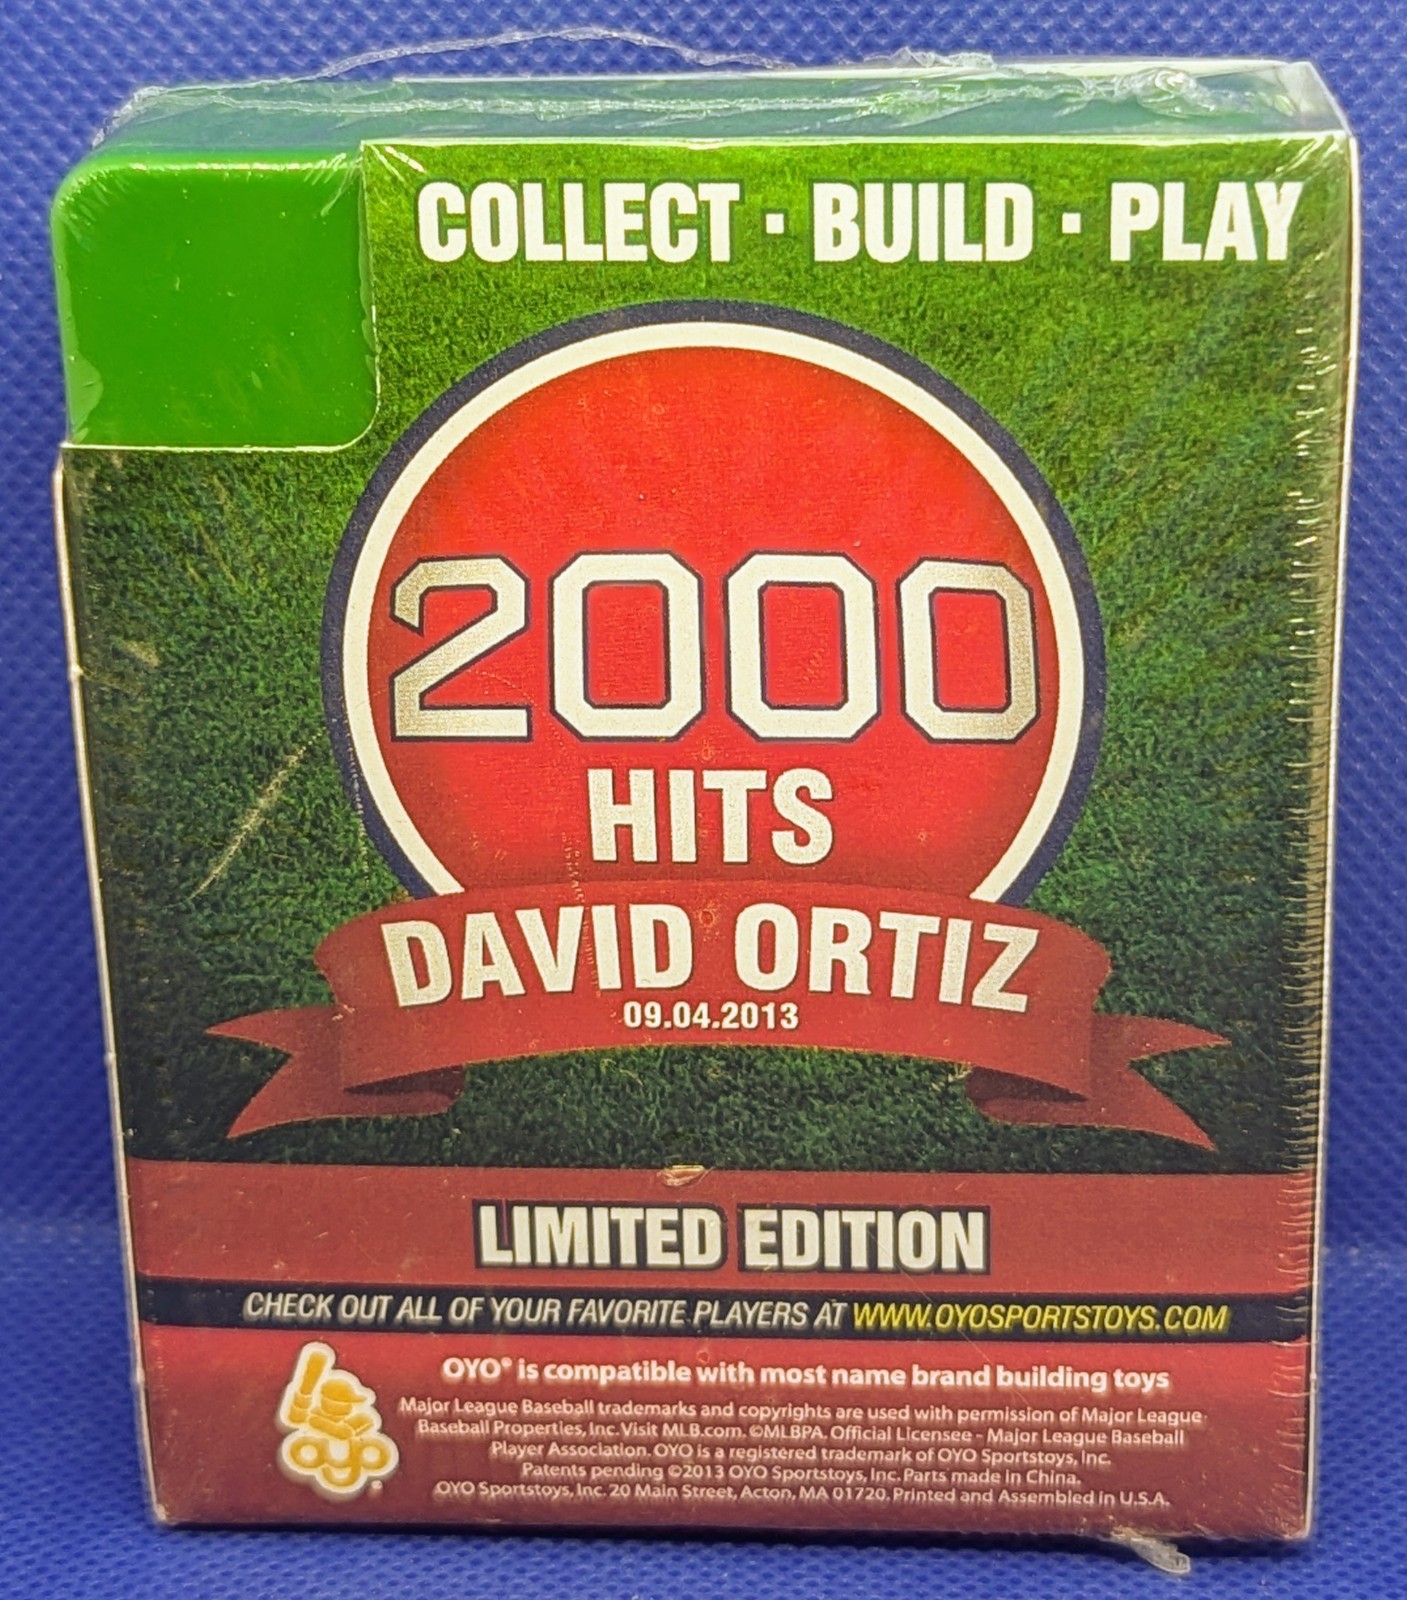 COLLECT · BUILD · PLAY
2000
HITS
DAVID ORTIZ
09.04.2013
LIMITED EDITION
CHECK OUT ALL OF YOUR FAVORITE PLAYERS AT WWW.OYOSPORTSTOYS.COM
OYO® is compatible with most name brand building toys
Major League Baseball trademarks and copyrights are used with permission of Major League
Baseball Properties, Inc. Visit MLB.com. ©MLBPA. Official Licensee - Major League Baseball
Player Association. OYO is a registered trademark of OYO Sportstoys, Inc.
Patents pending ©2013 OYO Sportstoys, Inc. Parts made in China.
OYO Sportstoys, Inc. 20 Main Street, Acton, MA 01720. Printed and Assembled in U.S.A.
oyo®